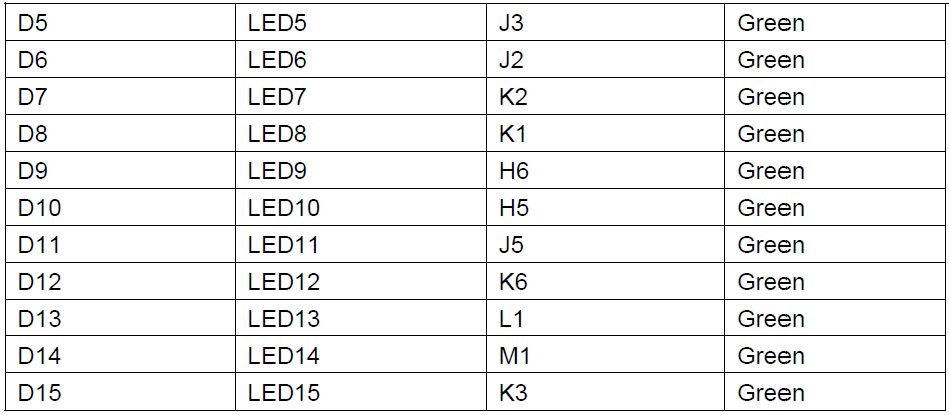 D5 LED5 J3 Green
D6 LED6 J2 Green
D7 LED7 K2 Green
D8 LED8 K1 Green
D9 LED9 H6 Green
D10 LED10 H5 Green
D11 LED11 J5 Green
D12 LED12 K6 Green
D13 LED13 L1 Green
D14 LED14 M1 Green
D15 LED15 K3 Green